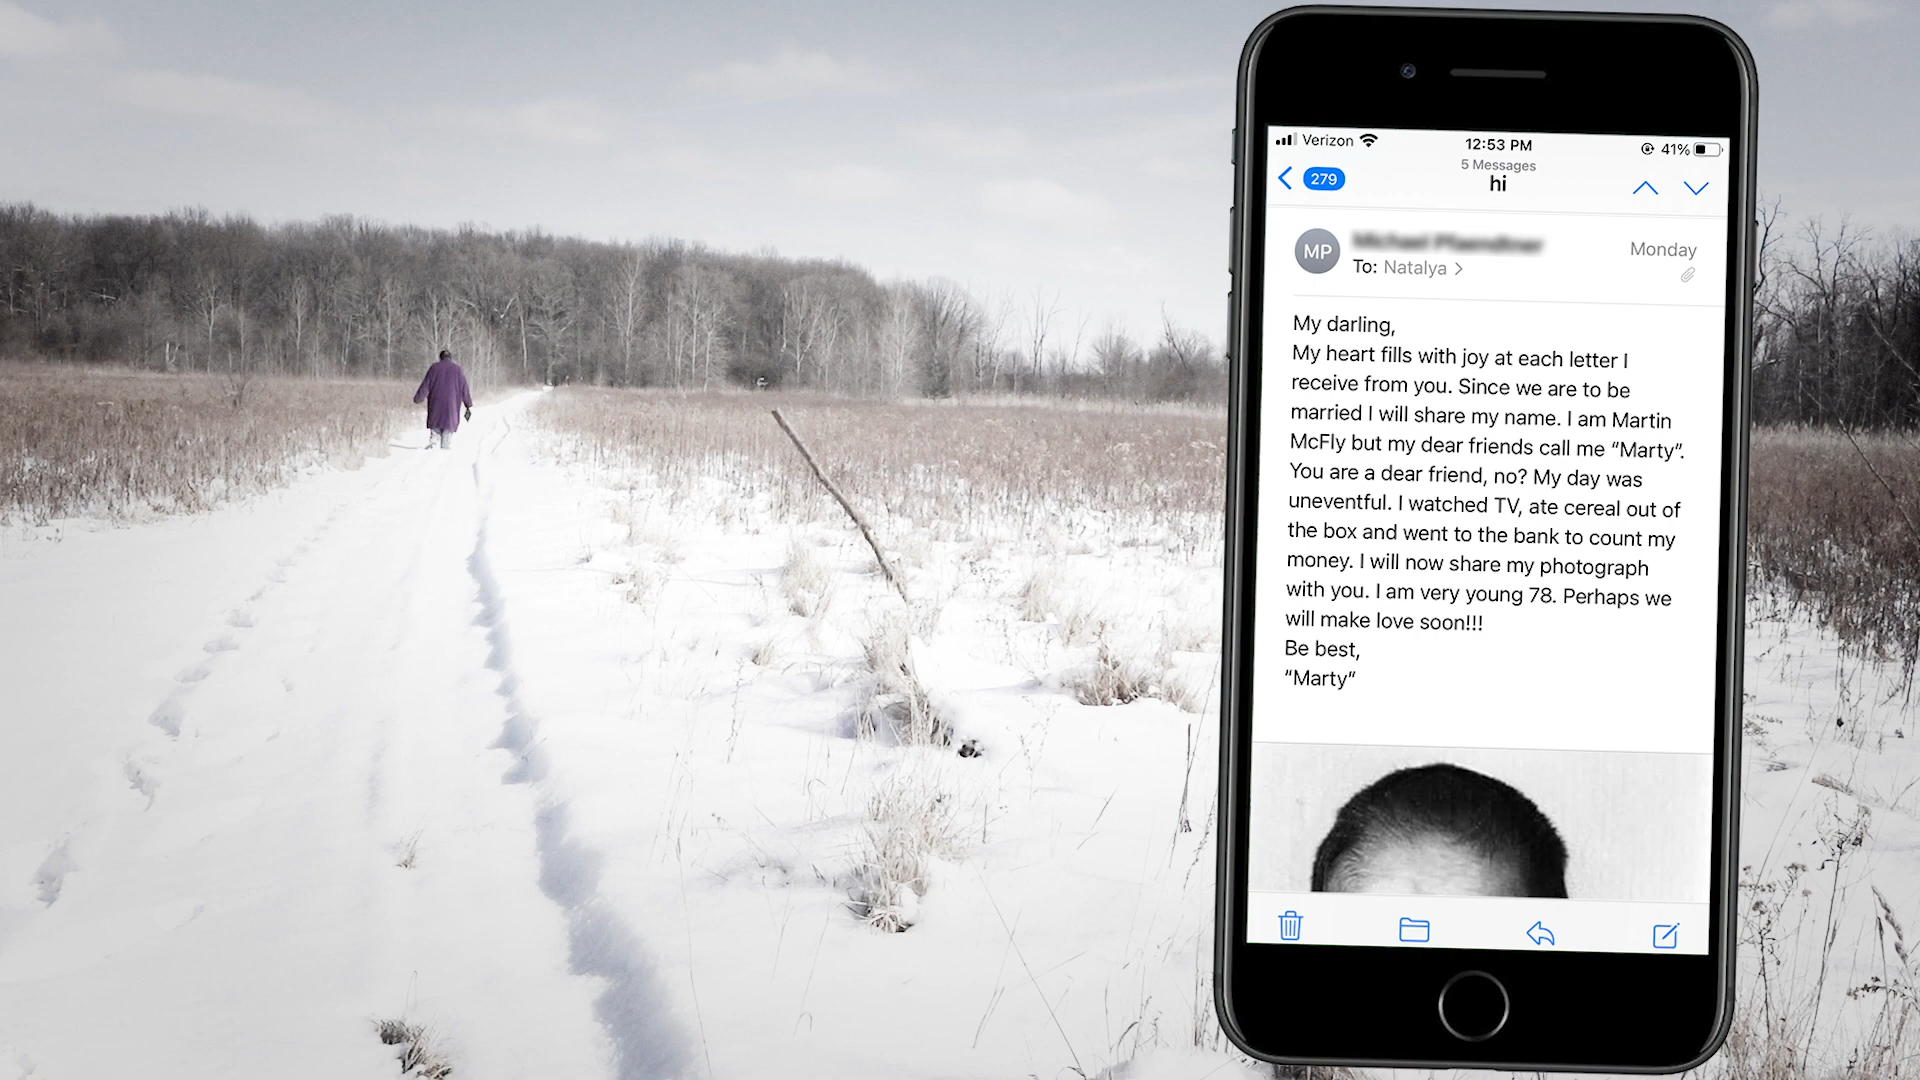 Verizon 12:53 PM 41%
5 Messages
279 hi
MP Monday
To: Natalya
My darling,
My heart fills with joy at each letter I
receive from you. Since we are to be
married I will share my name. I am Martin
McFly but my dear friends call me “Marty”.
You are a dear friend, no? My day was
uneventful. I watched TV, ate cereal out of
the box and went to the bank to count my
money. I will now share my photograph
with you. I am very young 78. Perhaps we
will make love soon!!!
Be best,
“Marty”